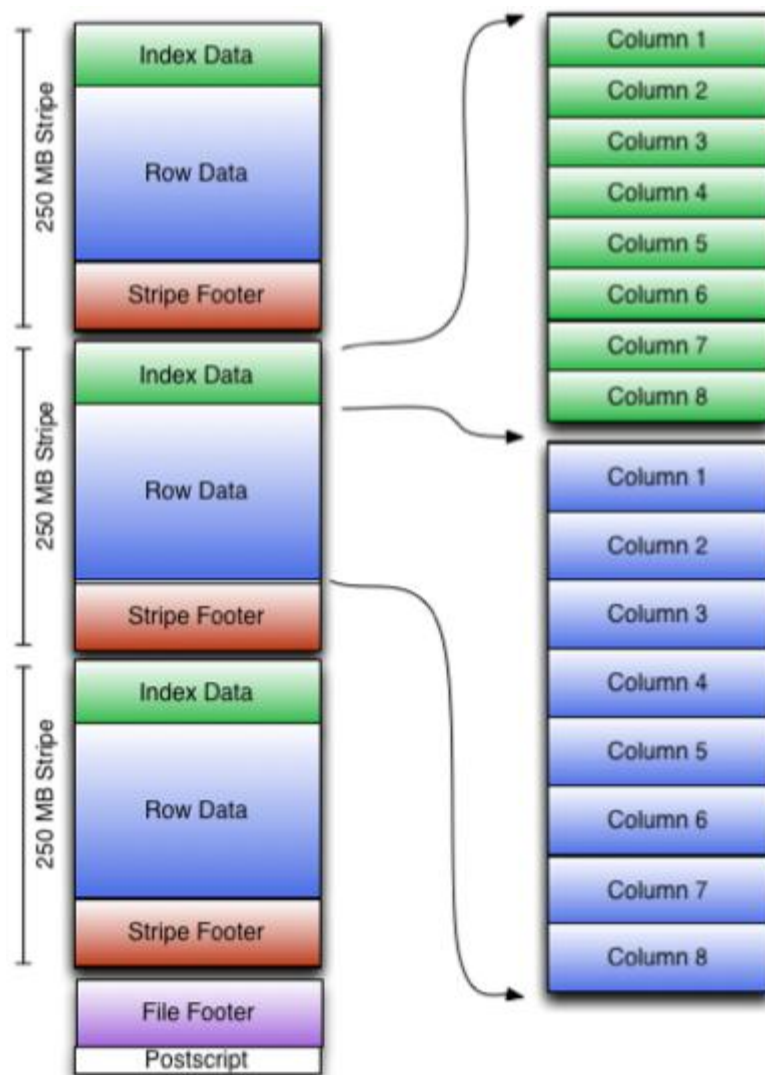 250 MB Stripe
Index Data
Row Data
Stripe Footer
250 MB Stripe
Index Data
Row Data
Stripe Footer
250 MB Stripe
Index Data
Row Data
Stripe Footer
File Footer
Postscript
Column 1
Column 2
Column 3
Column 4
Column 5
Column 6
Column 7
Column 8
Column 1
Column 2
Column 3
Column 4
Column 5
Column 6
Column 7
Column 8